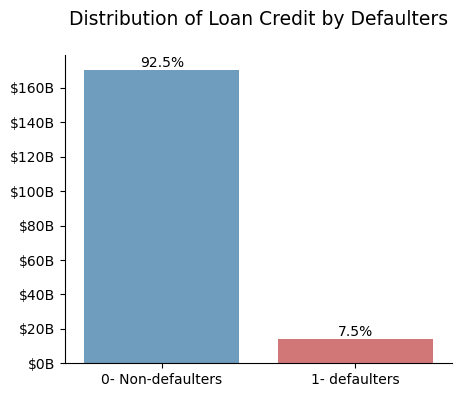 Distribution of Loan Credit by Defaulters
92.5%
$160B
$140B
$120B
$100B
$80B
$60B
$40B
7.5%
$20B
$0B
0- Non-defaulters
1- defaulters